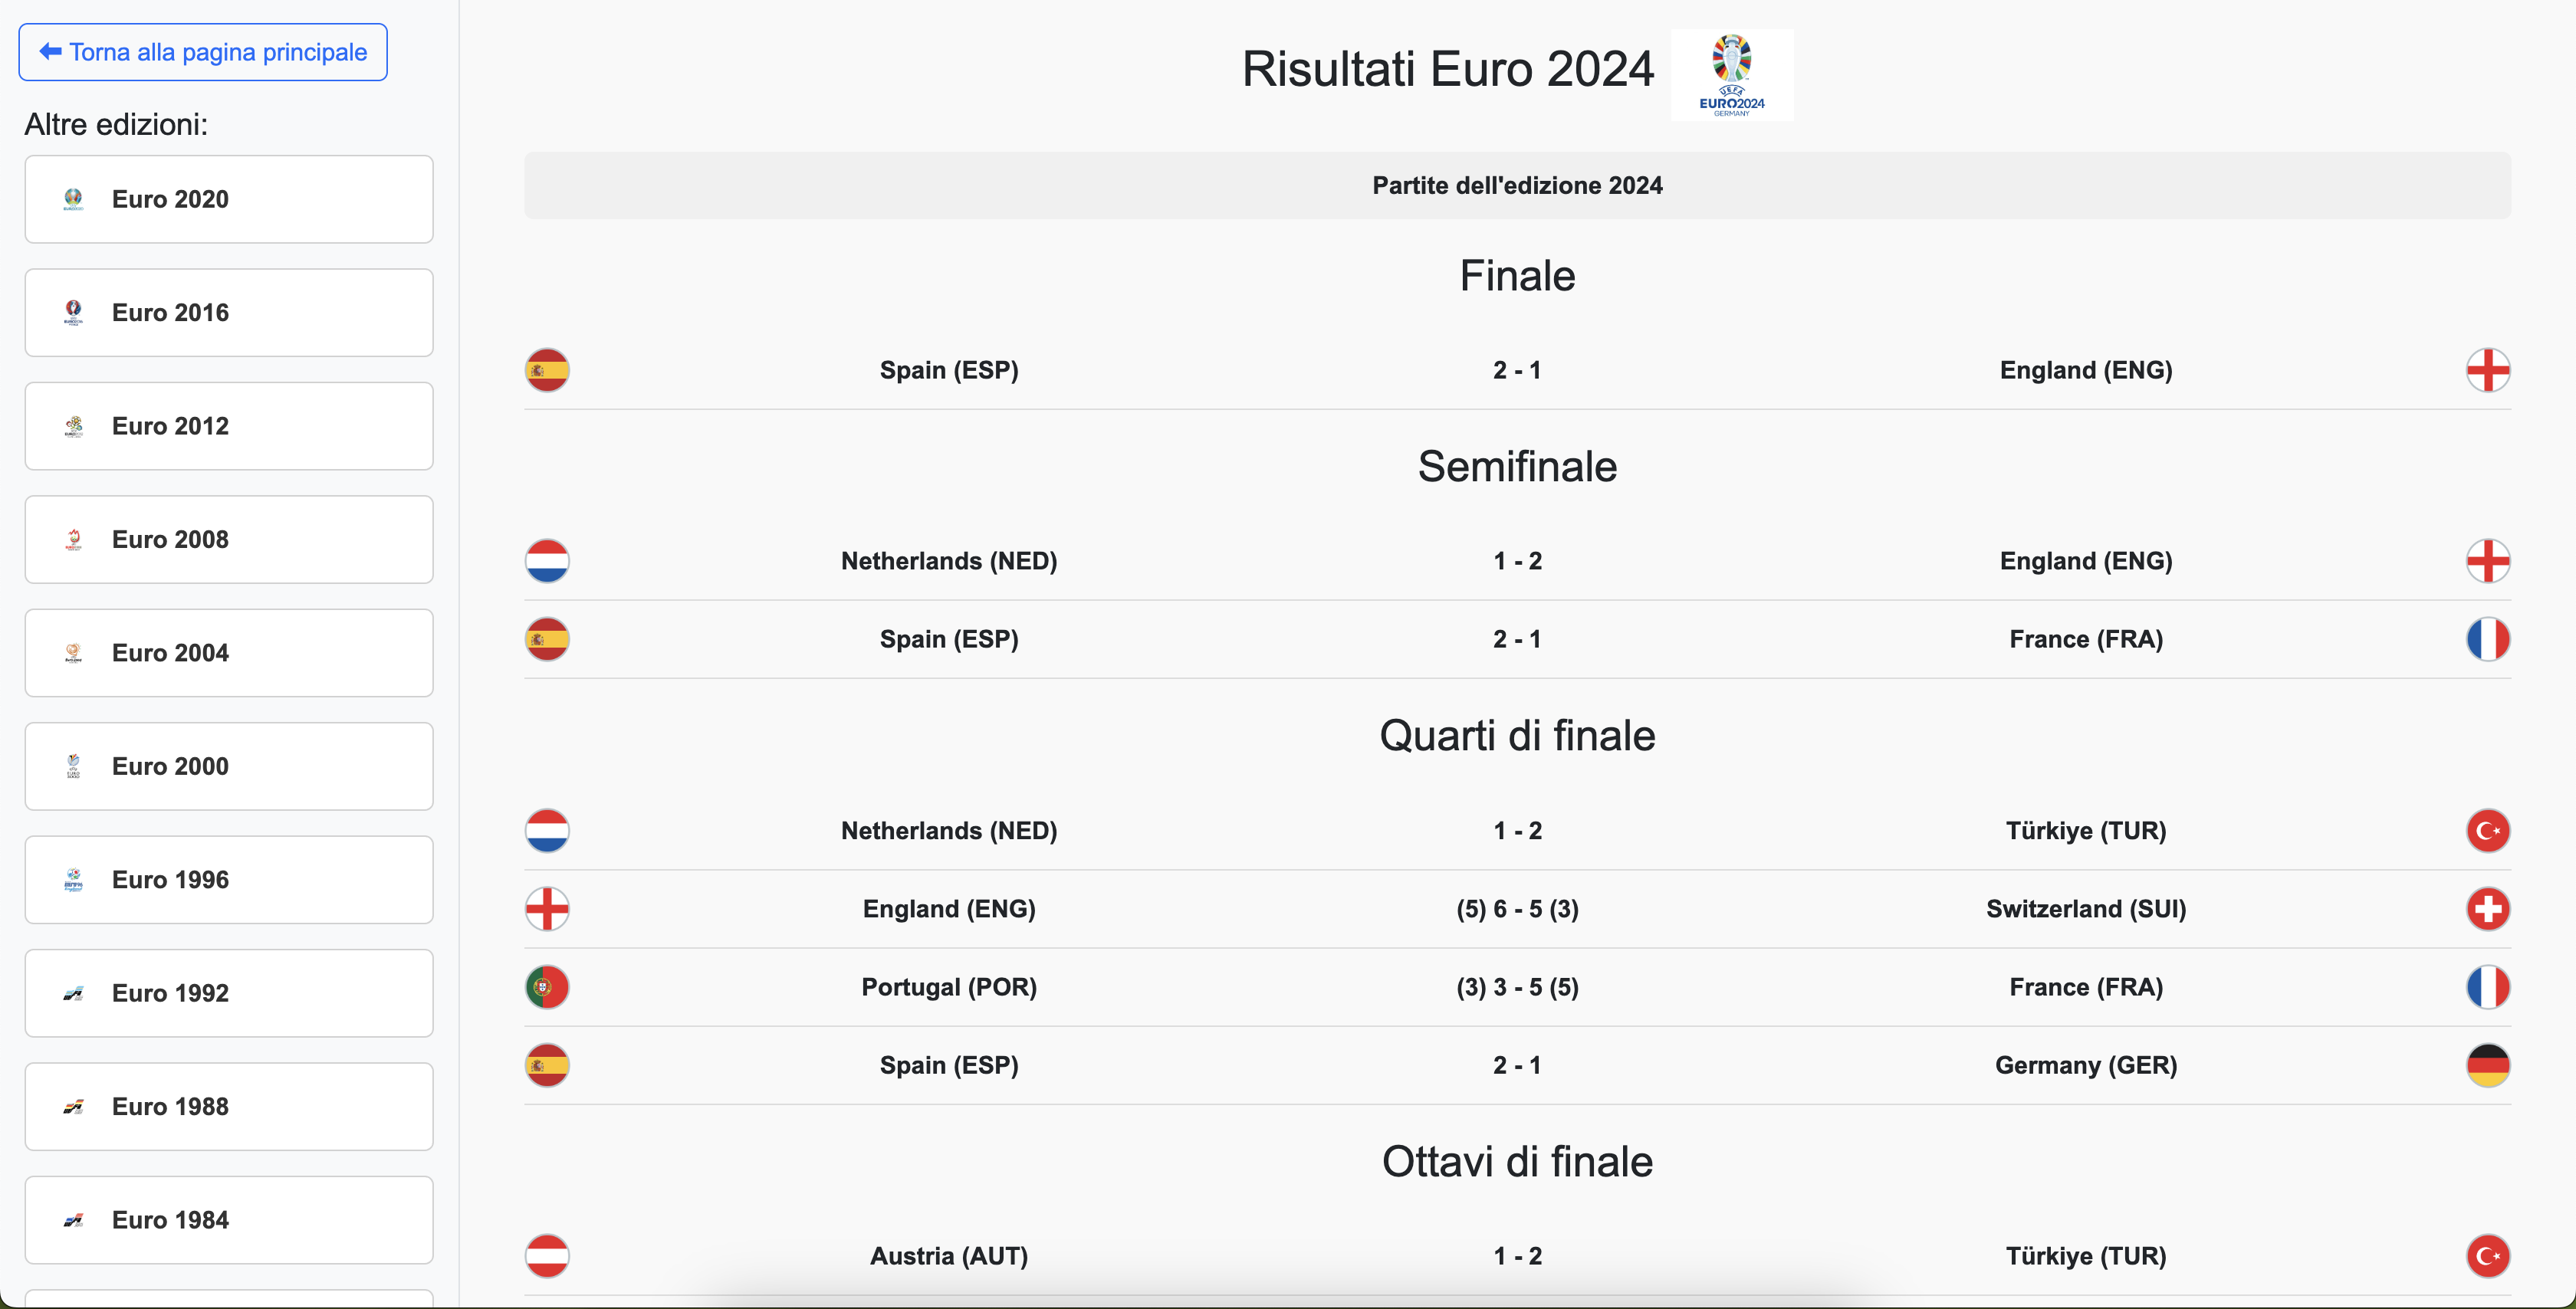 Torna alla pagina principale
Altre edizioni:
Euro 2020
Euro 2016
Euro 2012
Euro 2008
Euro 2004
Euro 2000
Euro 1996
Euro 1992
Euro 1988
Euro 1984
Risultati Euro 2024
UEFA
EURO2024
GERMANY
Partite dell'edizione 2024
Finale
Spain (ESP) 2 - 1 England (ENG)
Semifinale
Netherlands (NED) 1 - 2 England (ENG)
Spain (ESP) 2 - 1 France (FRA)
Quarti di finale
Netherlands (NED) 1 - 2 Türkiye (TUR)
England (ENG) (5) 6 - 5 (3) Switzerland (SUI)
Portugal (POR) (3) 3 - 5 (5) France (FRA)
Spain (ESP) 2 - 1 Germany (GER)
Ottavi di finale
Austria (AUT) 1 - 2 Türkiye (TUR)